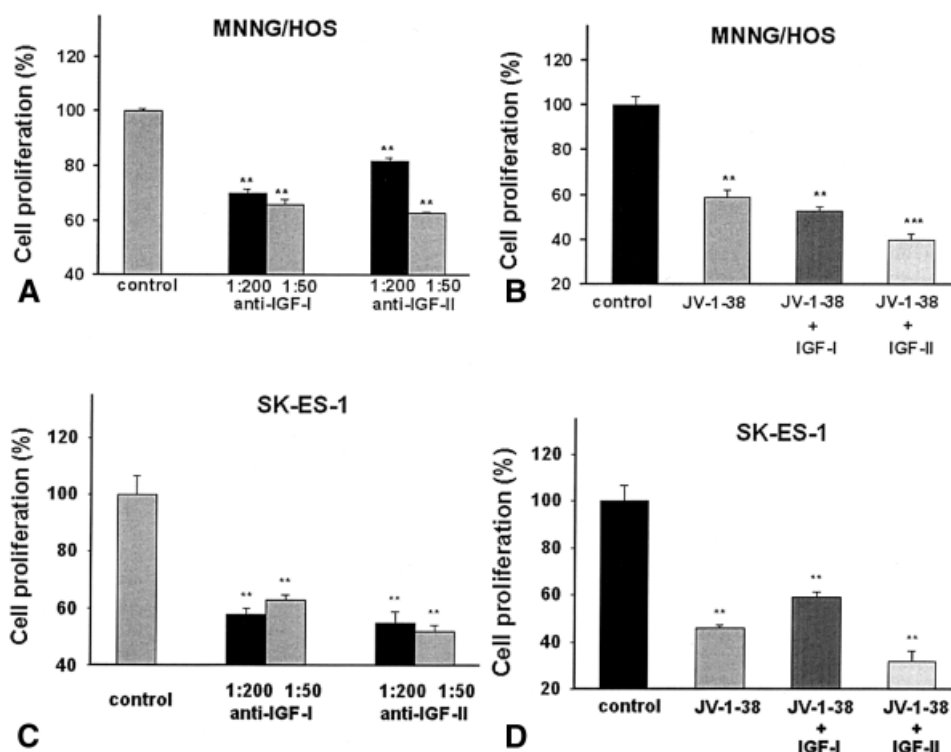 A
MNNG/HOS
Cell proliferation (%)
120
100
80
60
40
**
**
**
**
control
1:200 1:50
1:200 1:50
anti-IGF-I
anti-IGF-II
B
MNNG/HOS
Cell proliferation (%)
120
100
80
60
40
20
**
**
***
control
JV-1-38
JV-1-38
JV-1-38
+
+
IGF-I
IGF-II
C
SK-ES-1
Cell proliferation (%)
120
100
80
60
40
**
**
**
**
control
1:200 1:50
1:200 1:50
anti-IGF-I
anti-IGF-II
D
SK-ES-1
Cell proliferation (%)
120
100
80
60
40
20
**
**
**
control
JV-1-38
JV-1-38
JV-1-38
+
+
IGF-I
IGF-II